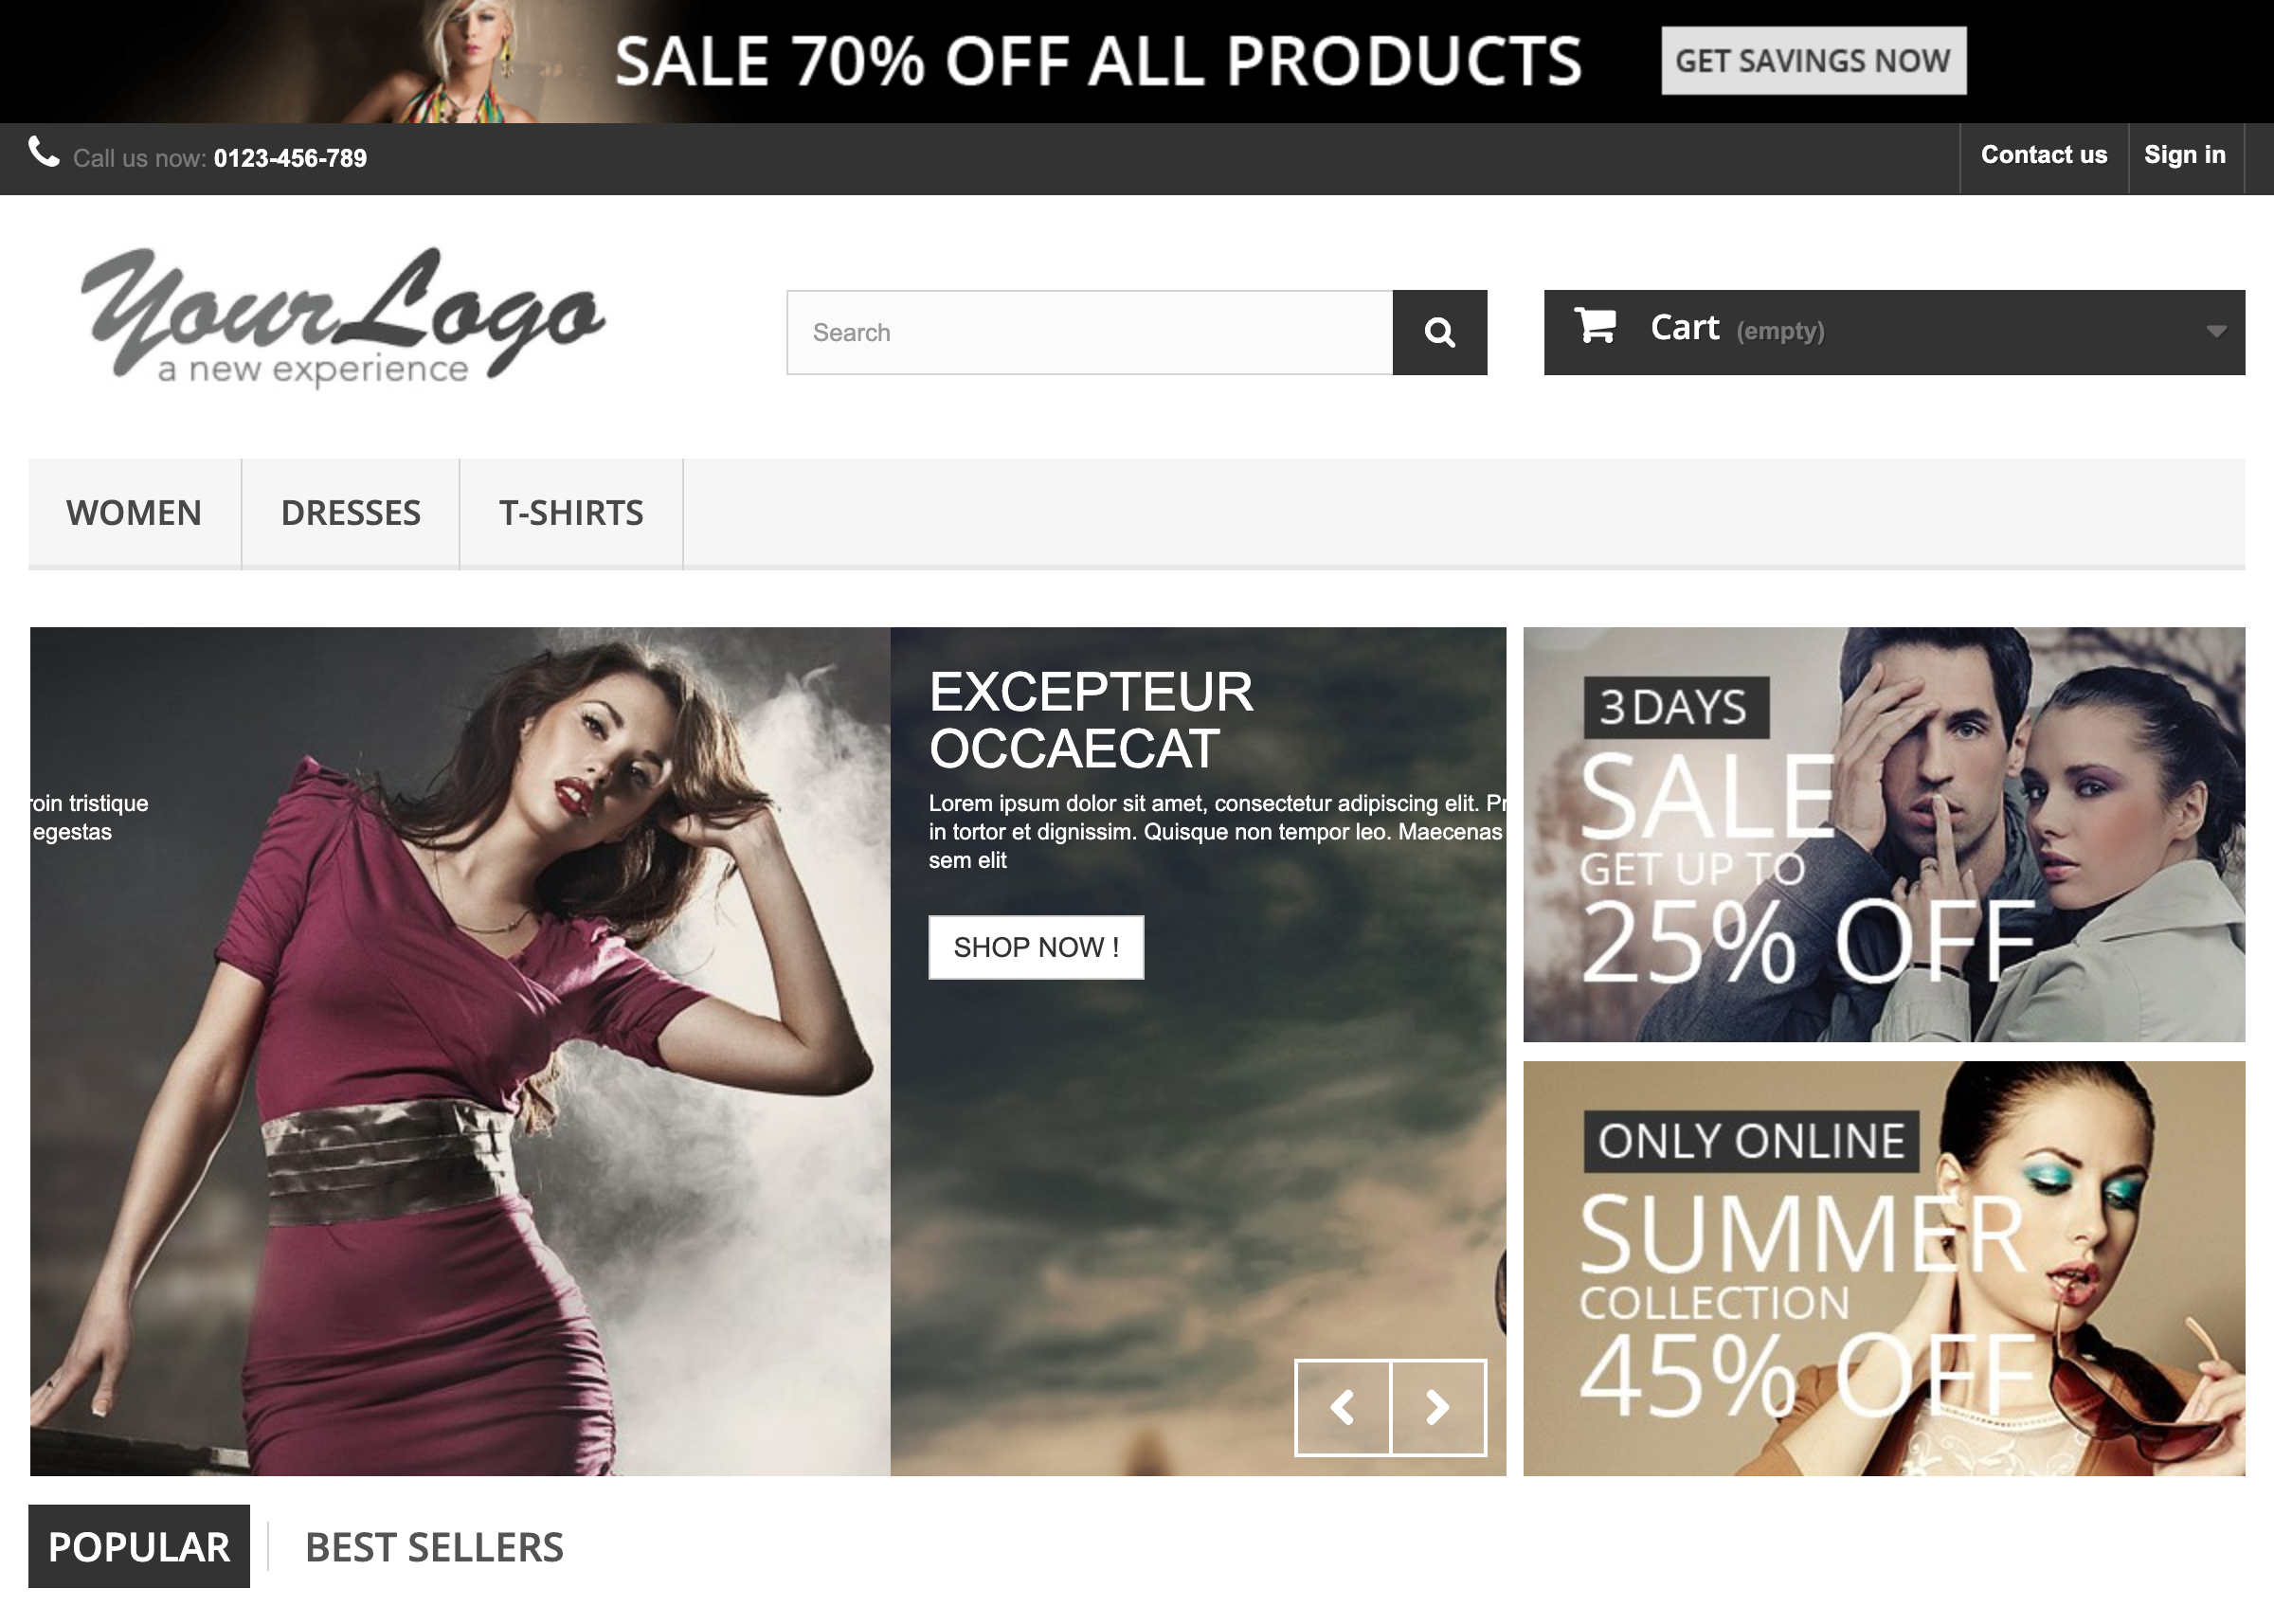 SALE 70% OFF ALL PRODUCTS
GET SAVINGS NOW
Call us now: 0123-456-789
Contact us
Sign in
YourLogo
a new experience
Search
Cart (empty)
WOMEN
DRESSES
T-SHIRTS
roin tristique
egestas
EXCEPTEUR
OCCAECAT
Lorem ipsum dolor sit amet, consectetur adipiscing elit. Pr
in tortor et dignissim. Quisque non tempor leo. Maecenas
sem elit
SHOP NOW !
3 DAYS
SALE
GET UP TO
25% OFF
ONLY ONLINE
SUMMER
COLLECTION
45% OFF
POPULAR
BEST SELLERS